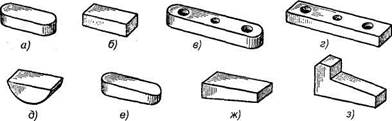 а) б) в) г)
д) е) ж) з)